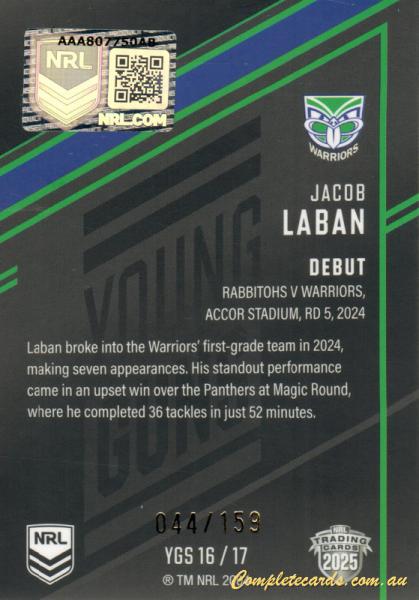 AAA807750AB
NRL
NRL.COM
WARRIORS
JACOB
LABAN
DEBUT
RABBITOHS V WARRIORS,
ACCOR STADIUM, RD 5, 2024
YOUNG
GUNS
Laban broke into the Warriors' first-grade team in 2024,
making seven appearances. His standout performance
came in an upset win over the Panthers at Magic Round,
where he completed 36 tackles in just 52 minutes.
044/159
NRL
YGS 16 / 17
® TM NRL
NRL
TRADING
CARDS
2025
Completecards.com.au